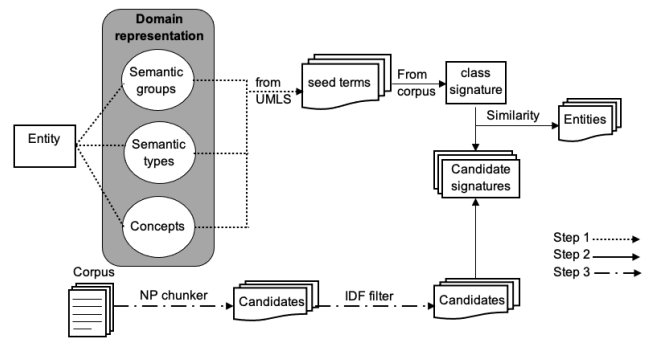 Domain
representation
Semantic
groups
Entity
Semantic
types
Concepts
from
UMLS
seed terms
From
corpus
class
signature
Similarity
Entities
Candidate
signatures
Step 1
Step 2
Step 3
Corpus
NP chunker
Candidates
IDF filter
Candidates